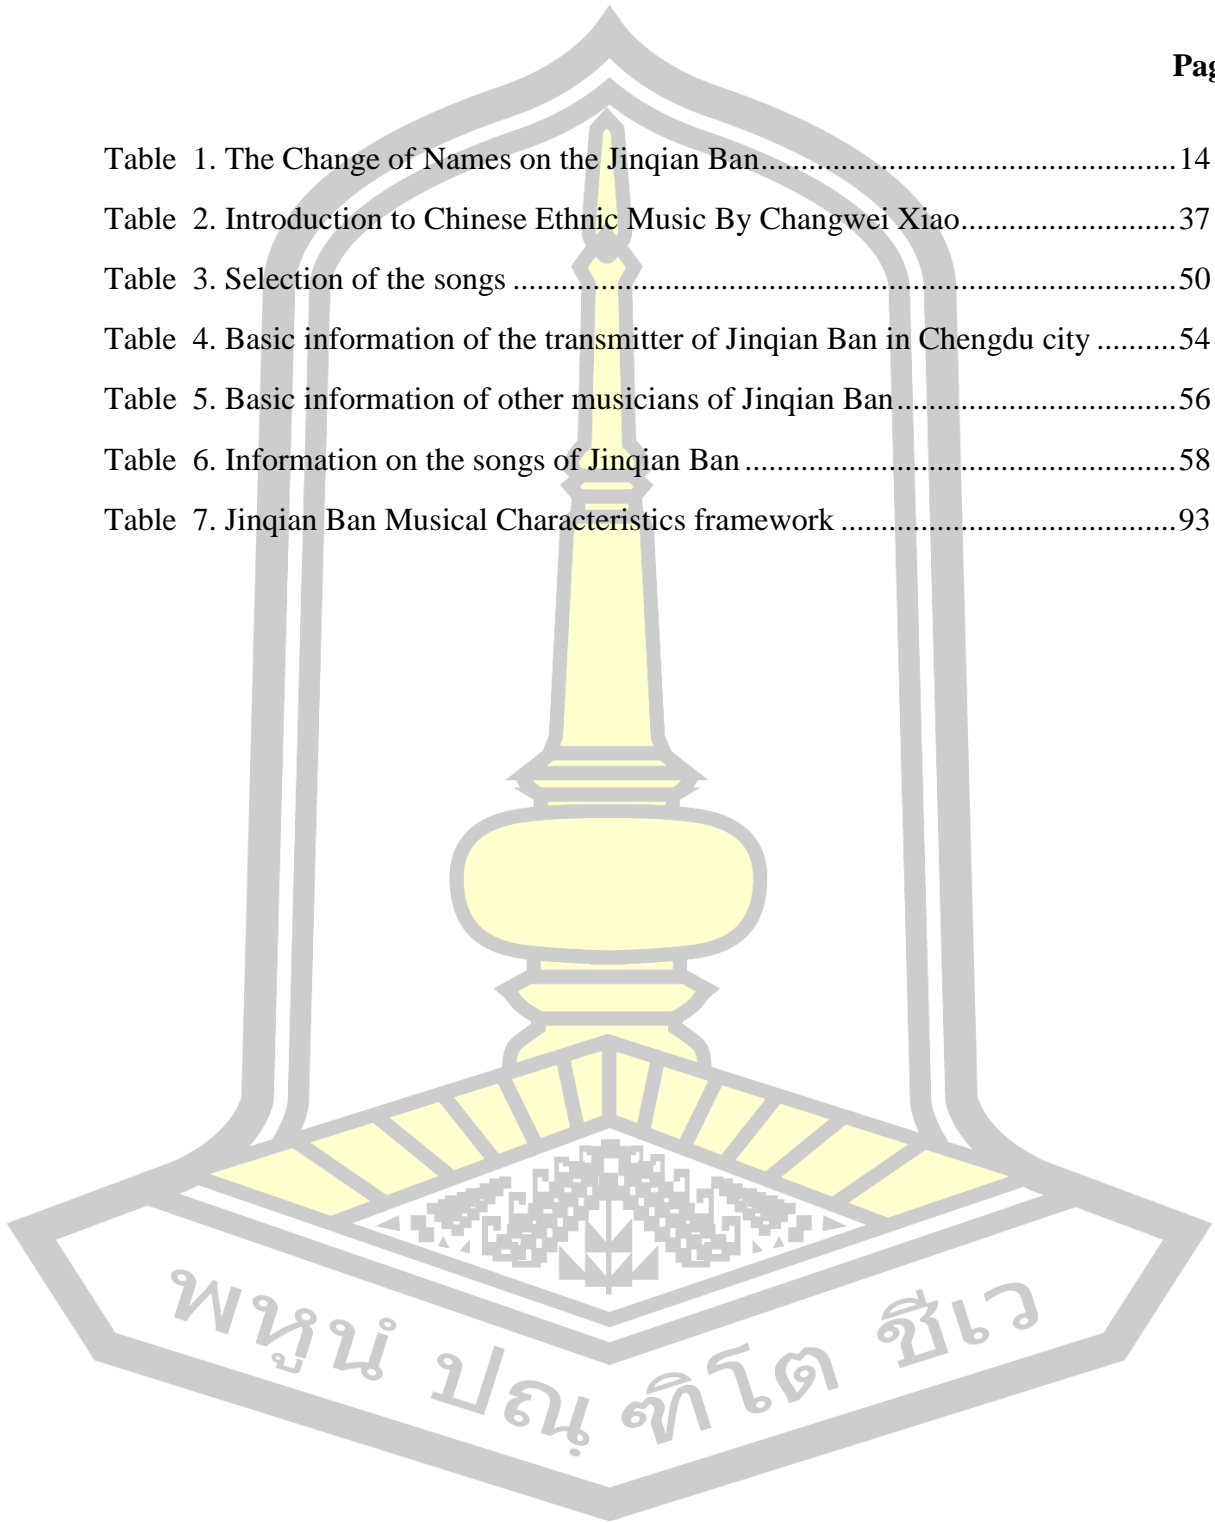 Pag
Table 1. The Change of Names on the Jinqian Ban.................................................14
Table 2. Introduction to Chinese Ethnic Music By Changwei Xiao..........................37
Table 3. Selection of the songs ..................................................................................50
Table 4. Basic information of the transmitter of Jinqian Ban in Chengdu city ..........54
Table 5. Basic information of other musicians of Jinqian Ban..................................56
Table 6. Information on the songs of Jinqian Ban .....................................................58
Table 7. Jinqian Ban Musical Characteristics framework .........................................93
พหูนํ ปณฺฑิโต ชีเว